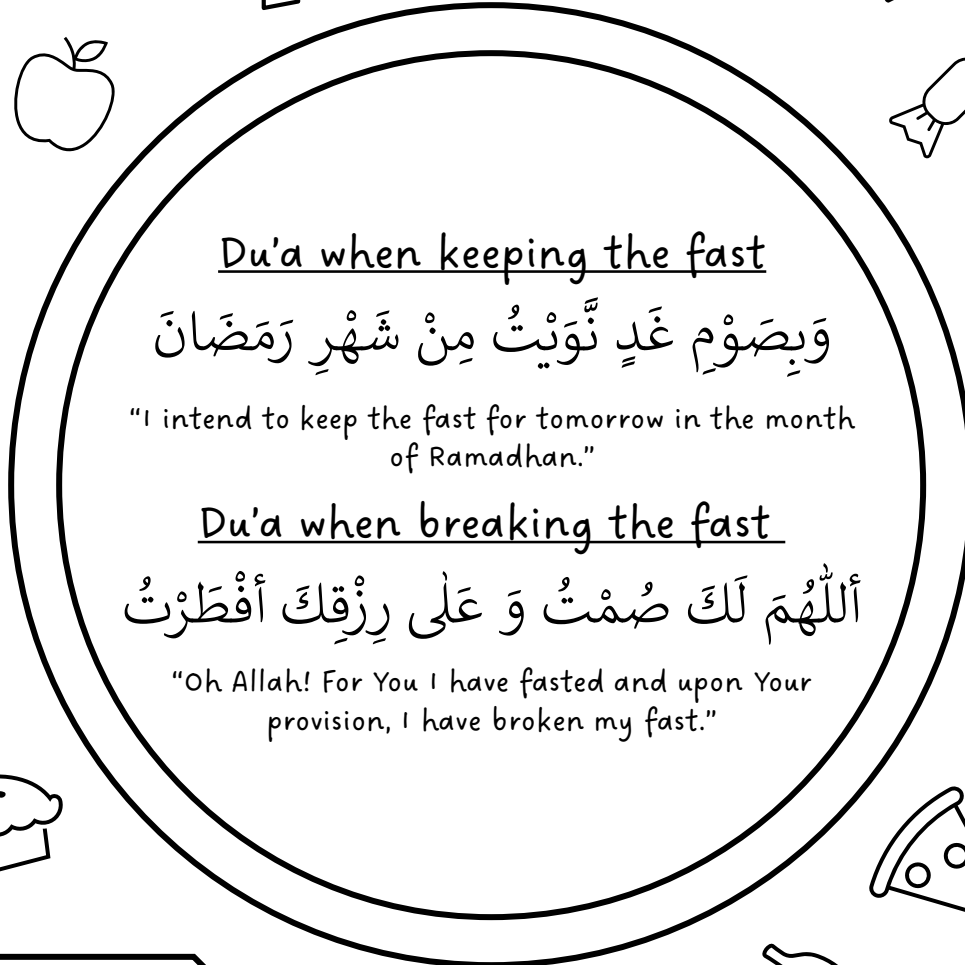 Du'a when keeping the fast
وَبِصَوْمِ غَدٍ نَّوَيْتُ مِنْ شَهْرِ رَمَضَانَ
“I intend to keep the fast for tomorrow in the month
of Ramadhan.”
Du'a when breaking the fast
أللّٰهُمَ لَكَ صُمْتُ وَ عَلٰى رِزْقِكَ أفْطَرْتُ
“Oh Allah! For You I have fasted and upon Your
provision, I have broken my fast.”